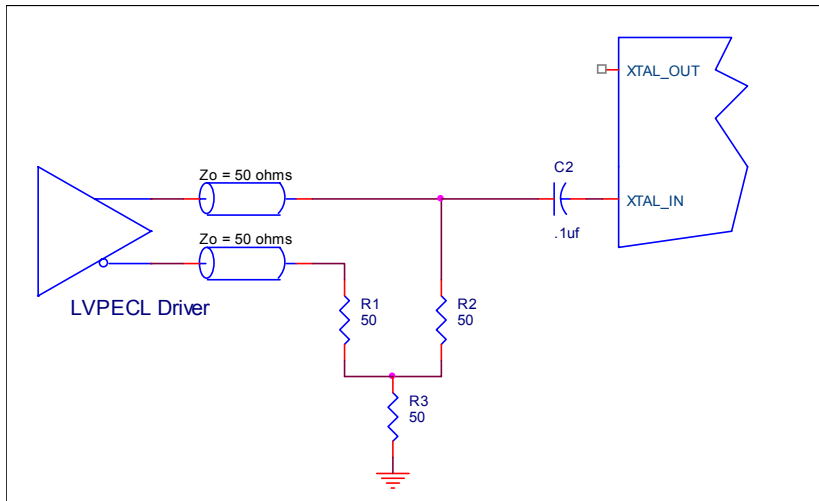 XTAL_OUT
C2
Zo = 50 ohms
XTAL_IN
.1uf
Zo = 50 ohms
LVPECL Driver
R1
50
R2
50
R3
50